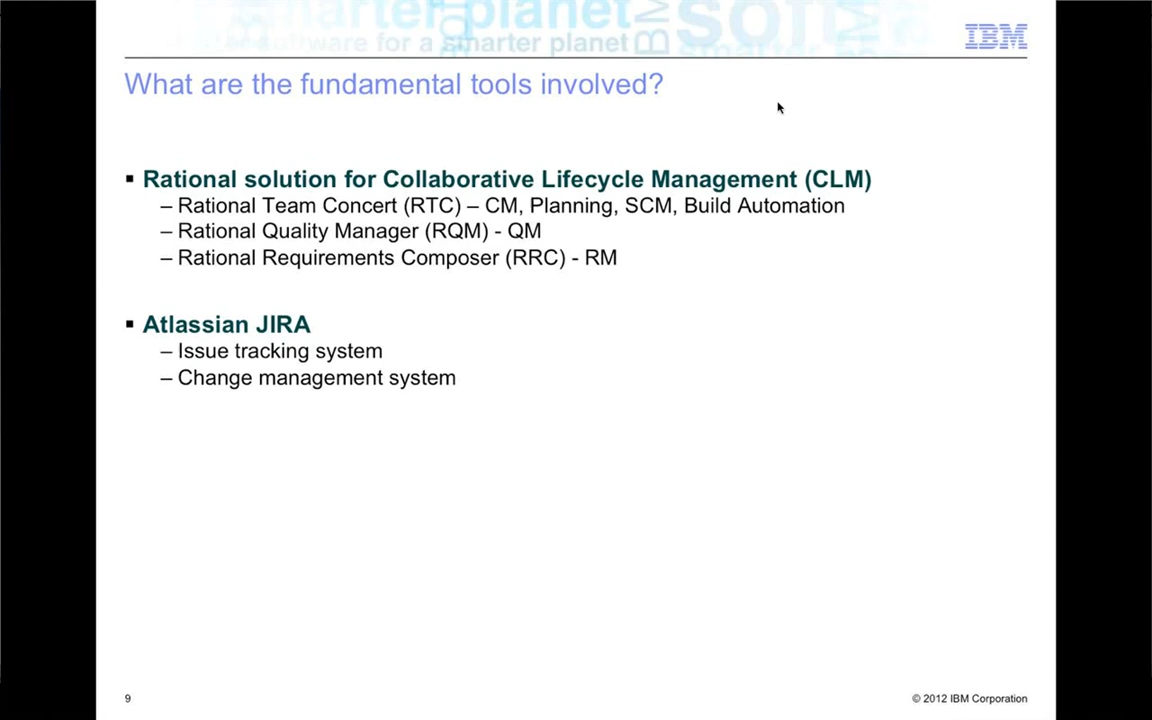 smarter planet
software for a smarter planet
IBM
soft
IBM
What are the fundamental tools involved?
▪ Rational solution for Collaborative Lifecycle Management (CLM)
– Rational Team Concert (RTC) – CM, Planning, SCM, Build Automation
– Rational Quality Manager (RQM) - QM
– Rational Requirements Composer (RRC) - RM
▪ Atlassian JIRA
– Issue tracking system
– Change management system
9
© 2012 IBM Corporation